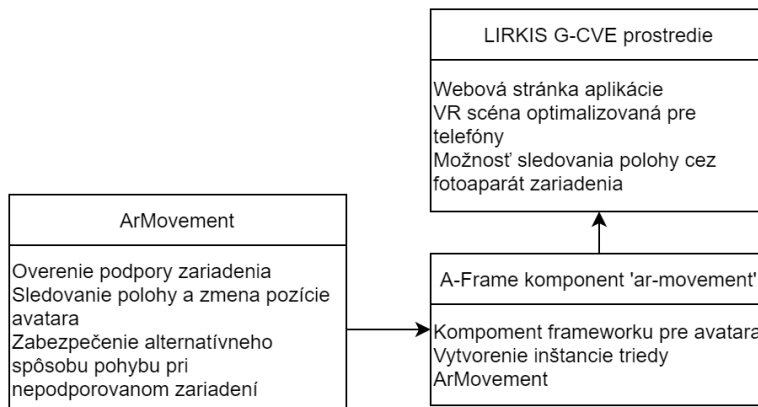 LIRKIS G-CVE prostredie
Webová stránka aplikácie
VR scéna optimalizovaná pre
telefóny
Možnosť sledovania polohy cez
fotoaparát zariadenia
ArMovement
Overenie podpory zariadenia
Sledovanie polohy a zmena pozície
avatara
Zabezpečenie alternatívneho
spôsobu pohybu pri
nepodporovanom zariadení
A-Frame komponent 'ar-movement'
Kompoment frameworku pre avatara
Vytvorenie inštancie triedy
ArMovement